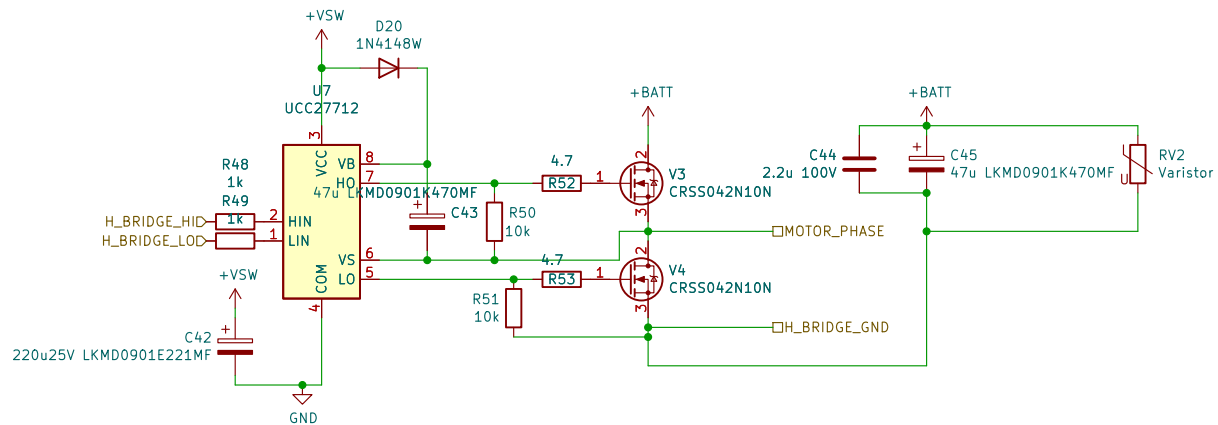 +VSW
D20
1N4148W
U7
UCC27712
+BATT
+BATT
3
VCC
VB
8
HO
7
47u LKMD0901K470MF
+
C43
R48
1k
R49
1k
H_BRIDGE_HI
2
HIN
H_BRIDGE_LO
1
LIN
VS
6
LO
5
COM
4
4.7
R52
1
2
3
V3
CRSS042N10N
R50
10k
MOTOR_PHASE
4.7
R53
1
2
3
V4
CRSS042N10N
R51
10k
H_BRIDGE_GND
C44
2.2u 100V
+
C45
47u LKMD0901K470MF
U
RV2
Varistor
+VSW
+
C42
220u25V LKMD0901E221MF
GND